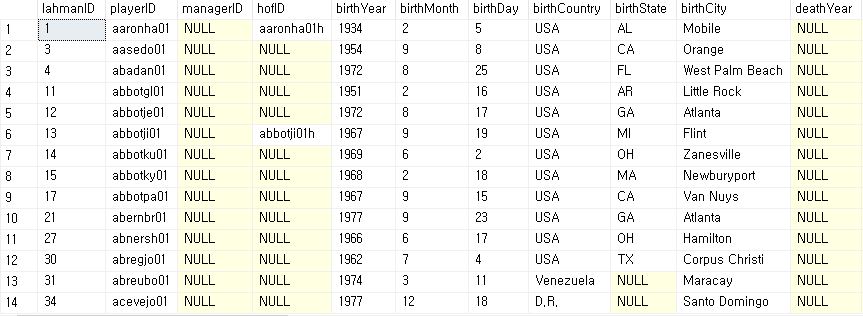 lahmanID playerID managerID hofID birthYear birthMonth birthDay birthCountry birthState birthCity deathYear
1 1 aaronha01 NULL aaronha01h 1934 2 5 USA AL Mobile NULL
2 3 aasedo01 NULL NULL 1954 9 8 USA CA Orange NULL
3 4 abadan01 NULL NULL 1972 8 25 USA FL West Palm Beach NULL
4 11 abbotgl01 NULL NULL 1951 2 16 USA AR Little Rock NULL
5 12 abbotje01 NULL NULL 1972 8 17 USA GA Atlanta NULL
6 13 abbotji01 NULL abbotji01h 1967 9 19 USA MI Flint NULL
7 14 abbotku01 NULL NULL 1969 6 2 USA OH Zanesville NULL
8 15 abbotky01 NULL NULL 1968 2 18 USA MA Newburyport NULL
9 17 abbotpa01 NULL NULL 1967 9 15 USA CA Van Nuys NULL
10 21 abernbr01 NULL NULL 1977 9 23 USA GA Atlanta NULL
11 27 abnersh01 NULL NULL 1966 6 17 USA OH Hamilton NULL
12 30 abregjo01 NULL NULL 1962 7 4 USA TX Corpus Christi NULL
13 31 abreubo01 NULL NULL 1974 3 11 Venezuela NULL Maracay NULL
14 34 acevejo01 NULL NULL 1977 12 18 D.R. NULL Santo Domingo NULL